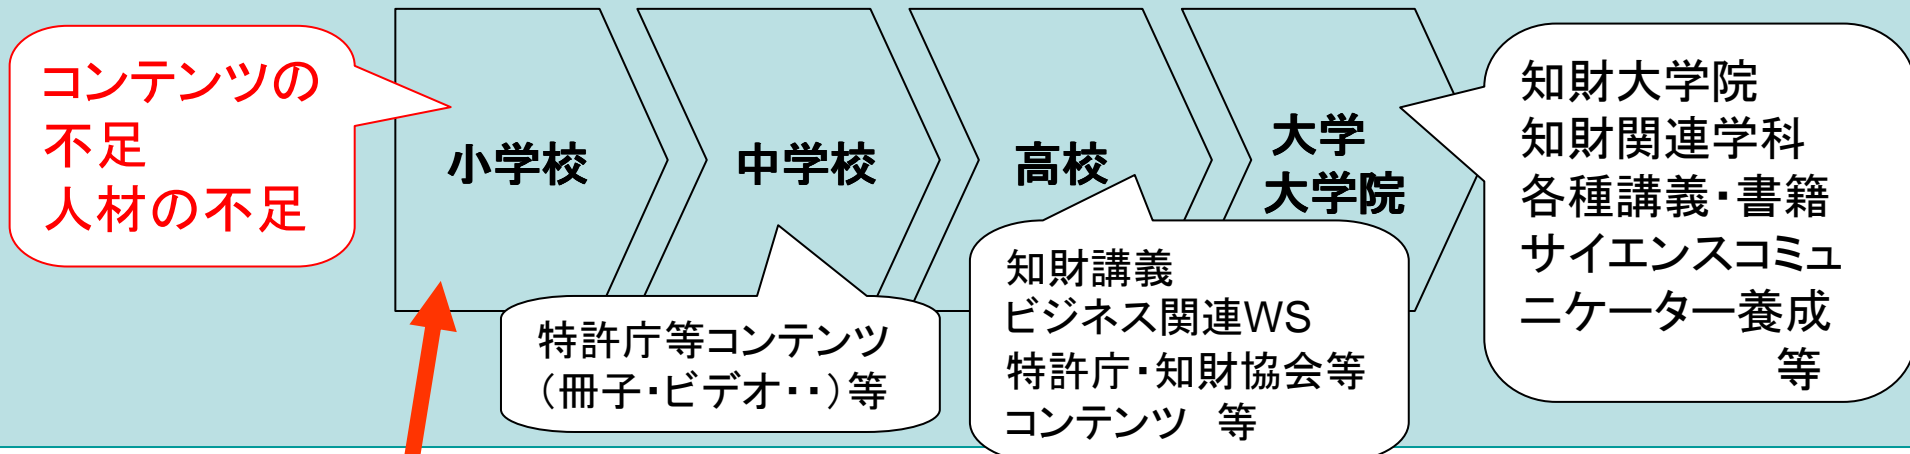 コンテンツの
不足
人材の不足
小学校
中学校
高校
大学
大学院
特許庁等コンテンツ
（冊子・ビデオ・・）等
知財講義
ビジネス関連WS
特許庁・知財協会等
コンテンツ　等
知財大学院
知財関連学科
各種講義・書籍
サイエンスコミュ
ニケーター養成
等